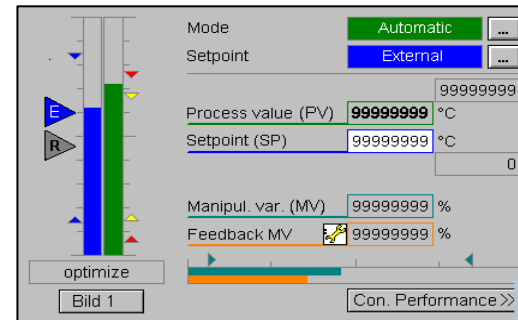 Mode Automatic ...
Setpoint External ...
99999999
E Process value (PV) 99999999 °C
R Setpoint (SP) 99999999 °C
0
Manipul. var. (MV) 99999999 %
Feedback MV 99999999 %
optimize
Bild 1 Con. Performance >>